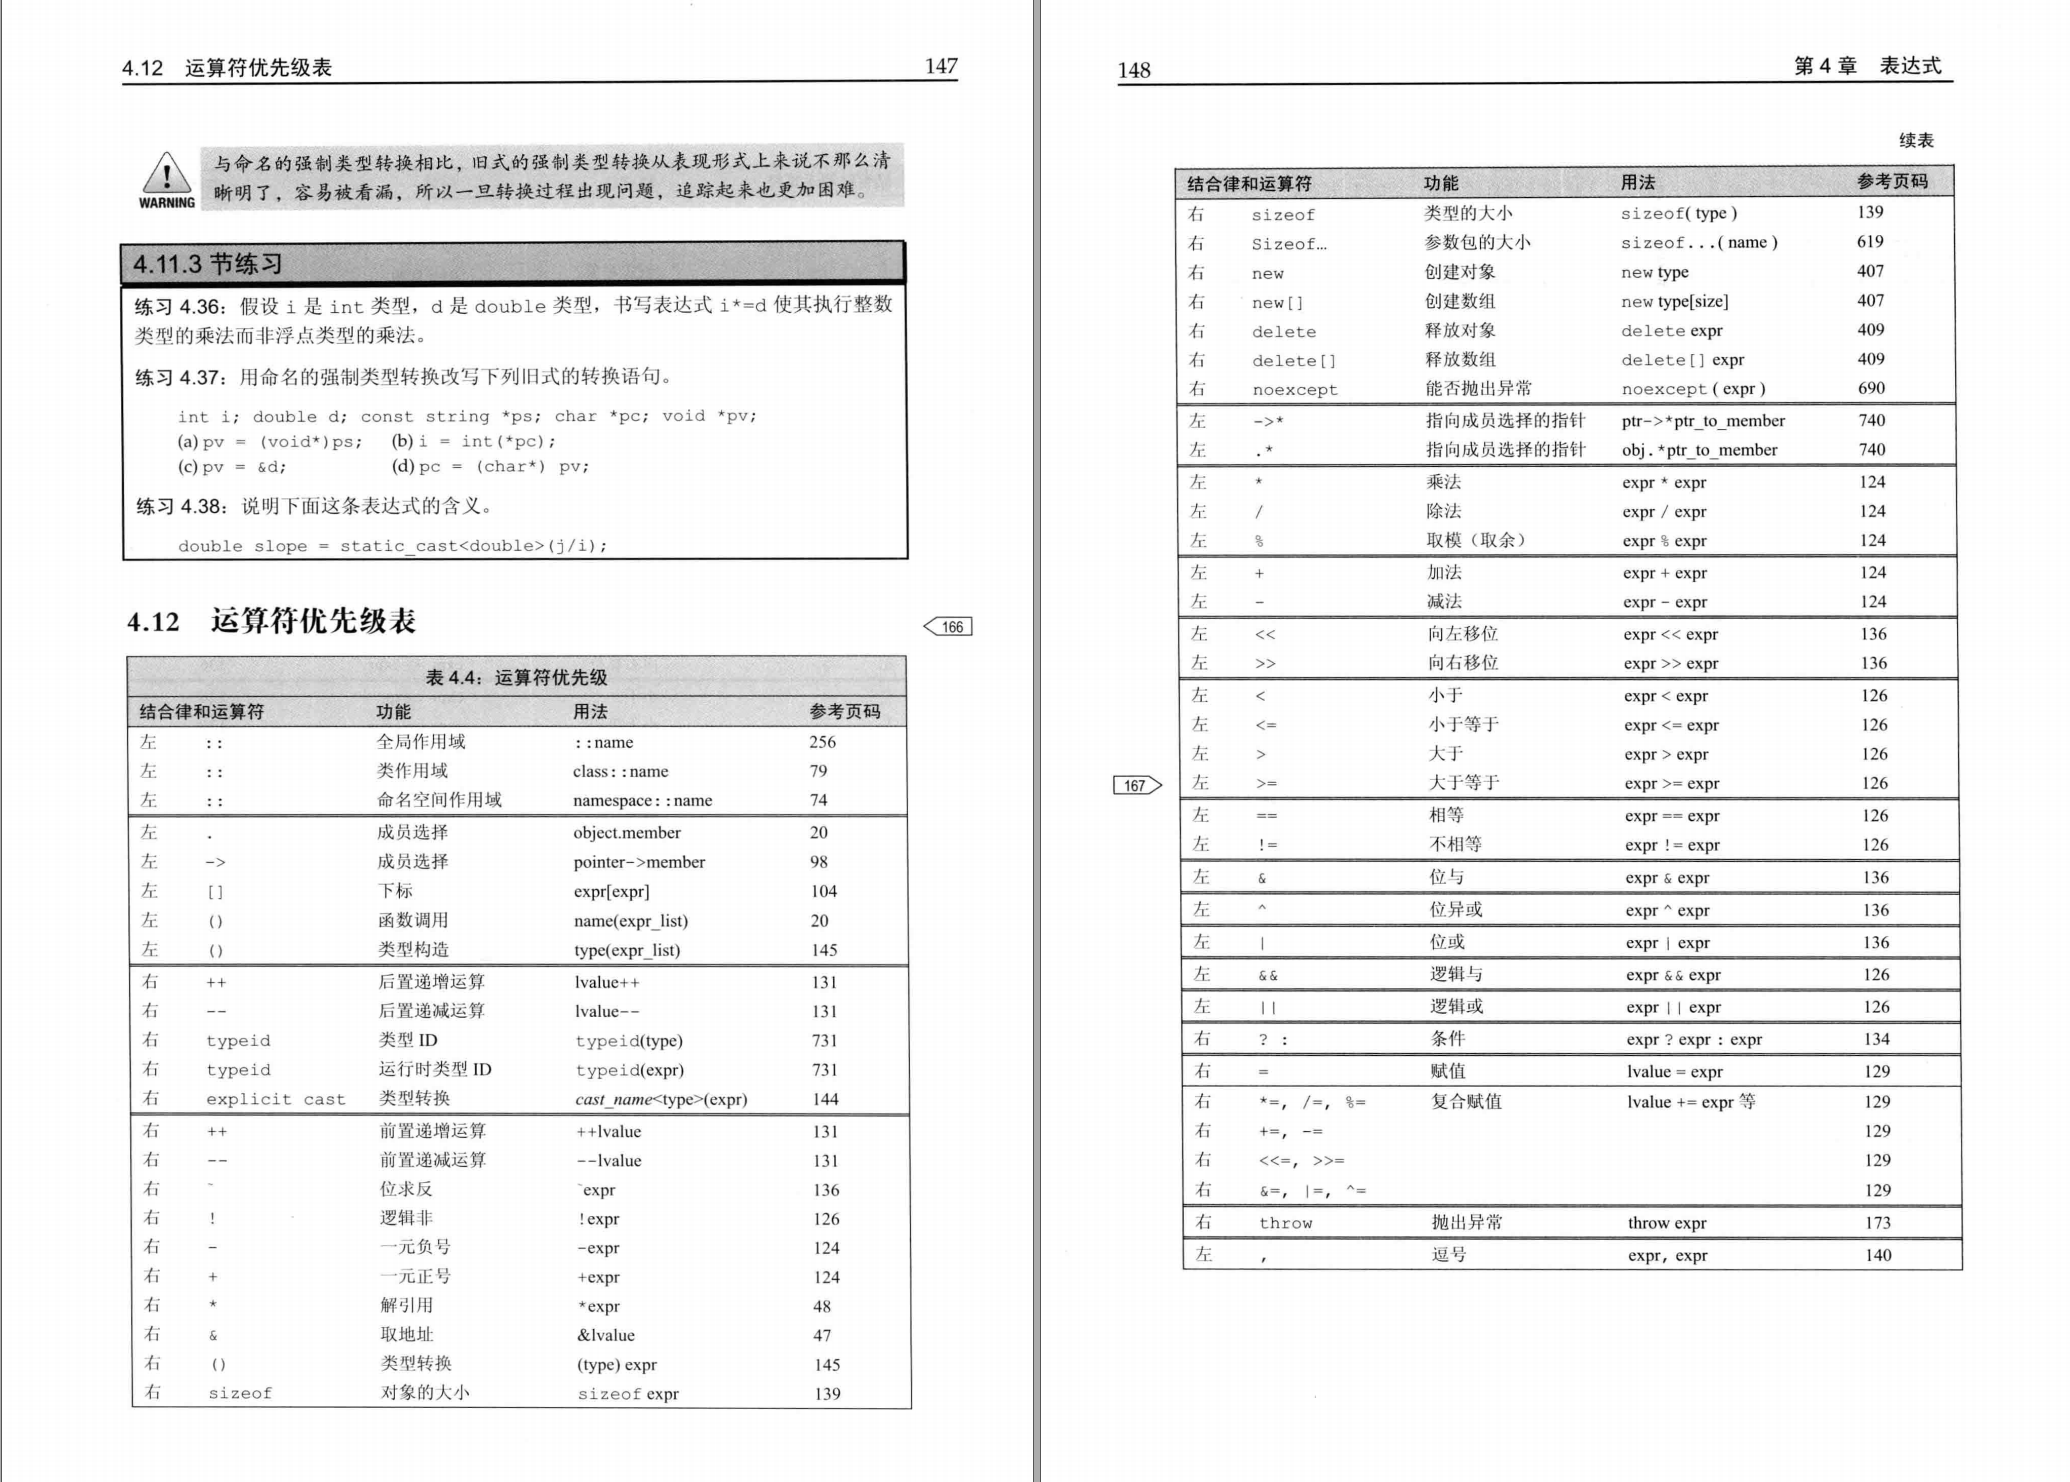 4.12 运算符优先级表 147
与命名的强制类型转换相比，旧式的强制类型转换从表现形式上来说不那么清
晰明了，容易被看漏，所以一旦转换过程出现问题，追踪起来也更加困难。
WARNING
4.11.3 节练习
练习 4.36：假设 i 是 int 类型，d 是 double 类型，书写表达式 i*=d 使其执行整数
类型的乘法而非浮点类型的乘法。
练习 4.37：用命名的强制类型转换改写下列旧式的转换语句。
int i; double d; const string *ps; char *pc; void *pv;
(a) pv = (void*)ps; (b) i = int(*pc);
(c) pv = &d; (d) pc = (char*) pv;
练习 4.38：说明下面这条表达式的含义。
double slope = static_cast<double>(j/i);
4.12 运算符优先级表
166
表 4.4：运算符优先级
结合律和运算符 功能 用法 参考页码
左 :: 全局作用域 ::name 256
左 :: 类作用域 class::name 79
左 :: 命名空间作用域 namespace::name 74
左 . 成员选择 object.member 20
左 -> 成员选择 pointer->member 98
左 [] 下标 expr[expr] 104
左 () 函数调用 name(expr_list) 20
左 () 类型构造 type(expr_list) 145
右 ++ 后置递增运算 lvalue++ 131
右 -- 后置递减运算 lvalue-- 131
右 typeid 类型 ID typeid(type) 731
右 typeid 运行时类型 ID typeid(expr) 731
右 explicit cast 类型转换 cast_name<type>(expr) 144
右 ++ 前置递增运算 ++lvalue 131
右 -- 前置递减运算 --lvalue 131
右 ~ 位求反 ~expr 136
右 ! 逻辑非 !expr 126
右 - 一元负号 -expr 124
右 + 一元正号 +expr 124
右 * 解引用 *expr 48
右 & 取地址 &lvalue 47
右 () 类型转换 (type) expr 145
右 sizeof 对象的大小 sizeof expr 139
148 第 4 章 表达式
续表
结合律和运算符 功能 用法 参考页码
右 sizeof 类型的大小 sizeof( type ) 139
右 Sizeof… 参数包的大小 sizeof...( name ) 619
右 new 创建对象 new type 407
右 new[] 创建数组 new type[size] 407
右 delete 释放对象 delete expr 409
右 delete[] 释放数组 delete[] expr 409
右 noexcept 能否抛出异常 noexcept ( expr ) 690
左 ->* 指向成员选择的指针 ptr->*ptr_to_member 740
左 .* 指向成员选择的指针 obj.*ptr_to_member 740
左 * 乘法 expr * expr 124
左 / 除法 expr / expr 124
左 % 取模（取余） expr % expr 124
左 + 加法 expr + expr 124
左 - 减法 expr - expr 124
左 << 向左移位 expr << expr 136
左 >> 向右移位 expr >> expr 136
左 < 小于 expr < expr 126
左 <= 小于等于 expr <= expr 126
左 > 大于 expr > expr 126
167
左 >= 大于等于 expr >= expr 126
左 == 相等 expr == expr 126
左 != 不相等 expr != expr 126
左 & 位与 expr & expr 136
左 ^ 位异或 expr ^ expr 136
左 | 位或 expr | expr 136
左 && 逻辑与 expr && expr 126
左 || 逻辑或 expr || expr 126
右 ? : 条件 expr ? expr : expr 134
右 = 赋值 lvalue = expr 129
右 *=, /=, %= 复合赋值 lvalue += expr 等 129
右 +=, -= 129
右 <<=, >>= 129
右 &=, |=, ^= 129
右 throw 抛出异常 throw expr 173
左 , 逗号 expr, expr 140